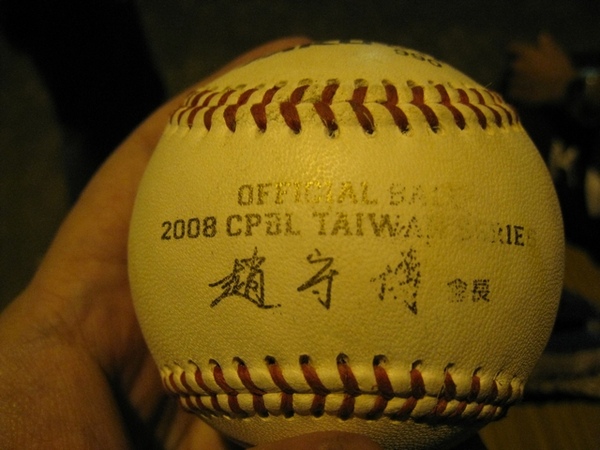 OFFICIAL BALL
2008 CPBL TAIWAN SERIES
趙守博 會長